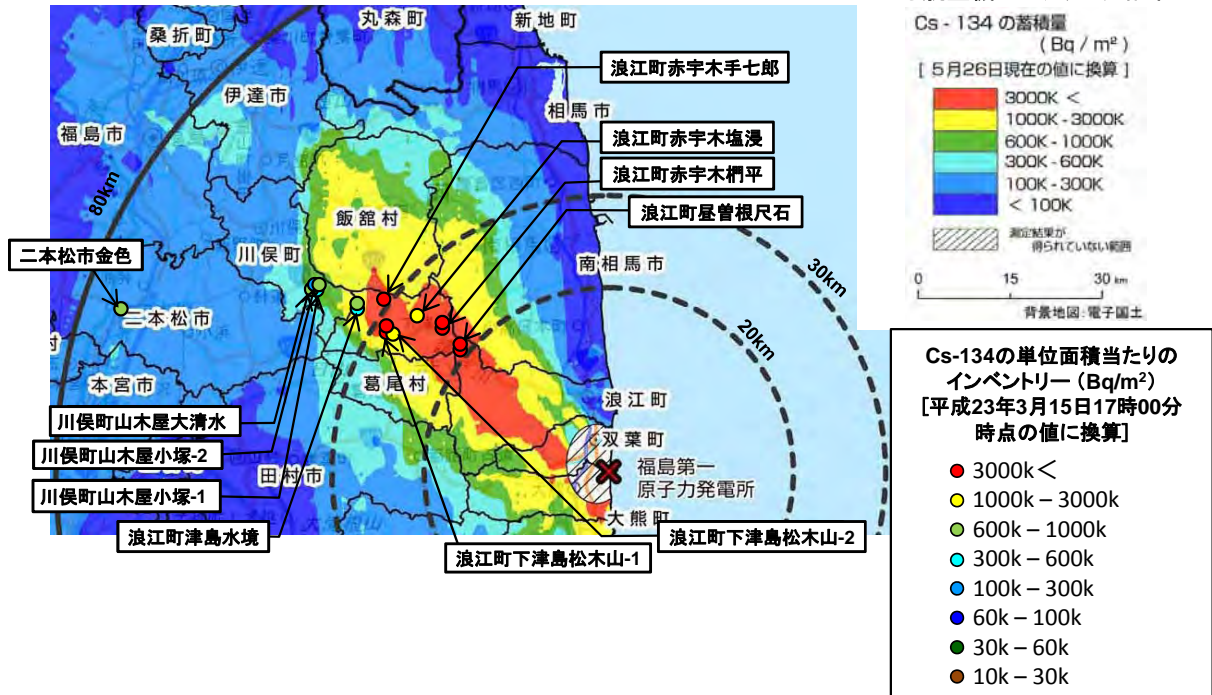 丸森町
新地町
桑折町
伊達市
相馬市
福島市
80km
飯舘村
川俣町
南相馬市
30km
20km
二本松市
本宮市
葛尾村
浪江町
双葉町
田村市
福島第一
原子力発電所
大熊町
浪江町赤宇木手七郎
浪江町赤宇木塩浸
浪江町赤宇木椚平
浪江町昼曽根尺石
二本松市金色
川俣町山木屋大清水
川俣町山木屋小塚-2
川俣町山木屋小塚-1
浪江町津島水境
浪江町下津島松木山-1
浪江町下津島松木山-2
Cs - 134 の蓄積量
( Bq / m² )
[ 5月26日現在の値に換算 ]
3000K <
1000K - 3000K
600K - 1000K
300K - 600K
100K - 300K
< 100K
測定結果が
得られていない範囲
0 15 30 km
背景地図: 電子国土
Cs-134の単位面積当たりの
インベントリー（Bq/m²）
[平成23年3月15日17時00分
時点の値に換算]
3000k＜
1000k – 3000k
600k – 1000k
300k – 600k
100k – 300k
60k – 100k
30k – 60k
10k – 30k